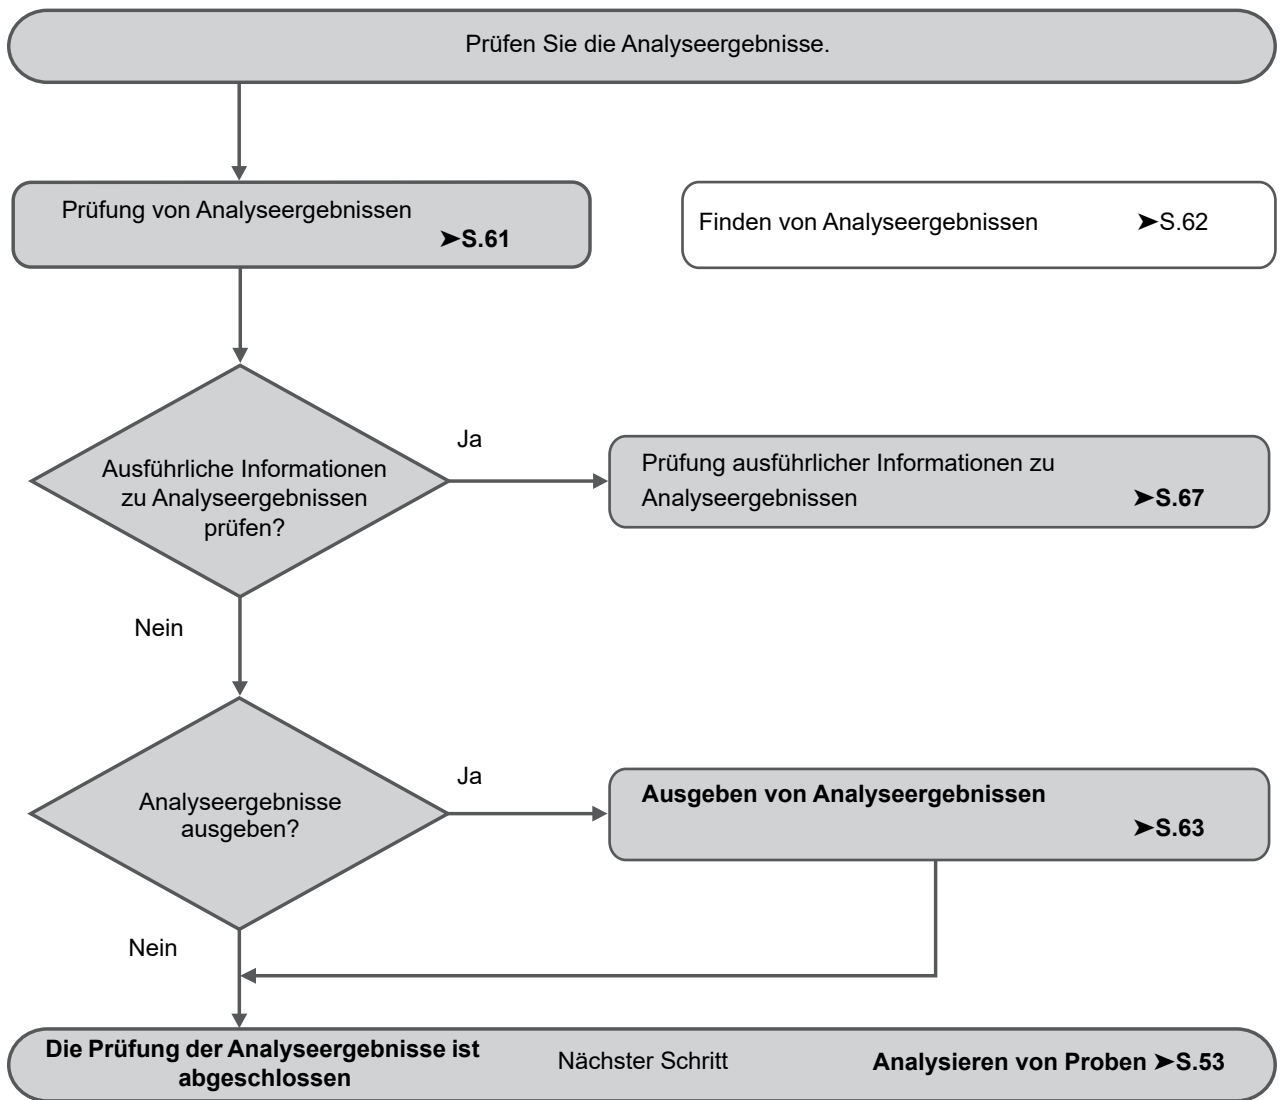 Prüfen Sie die Analyseergebnisse.
Prüfung von Analyseergebnissen
➤S.61
Finden von Analyseergebnissen ➤S.62
Ausführliche Informationen
zu Analyseergebnissen
prüfen?
Ja
Prüfung ausführlicher Informationen zu
Analyseergebnissen ➤S.67
Nein
Analyseergebnisse
ausgeben?
Ja
Ausgeben von Analyseergebnissen
➤S.63
Nein
Die Prüfung der Analyseergebnisse ist
abgeschlossen
Nächster Schritt
Analysieren von Proben ➤S.53